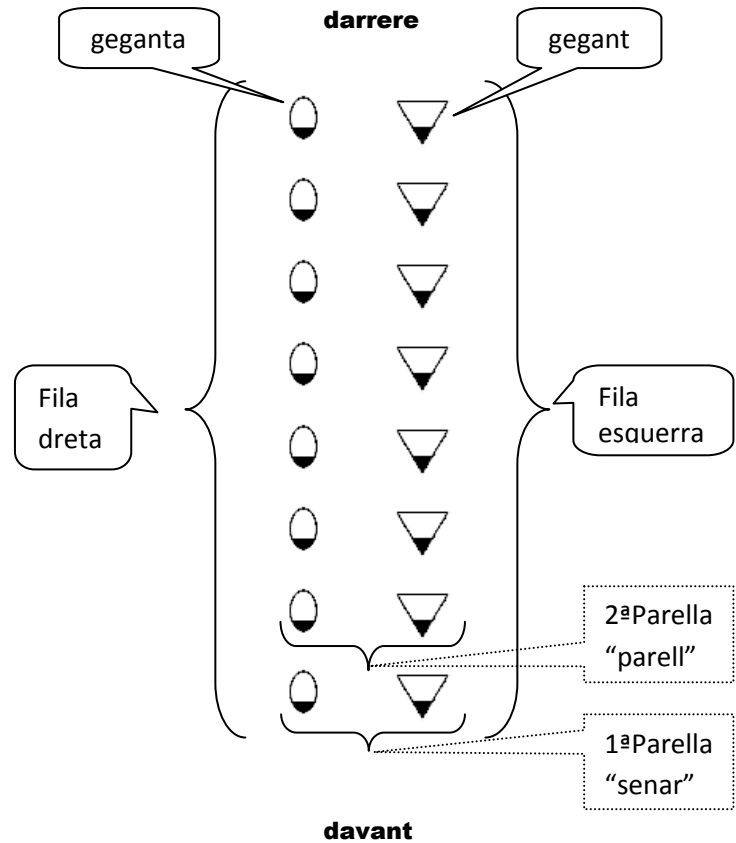 darrere
geganta
gegant
Fila
dreta
Fila
esquerra
2ªParella
“parell”
1ªParella
“senar”
davant